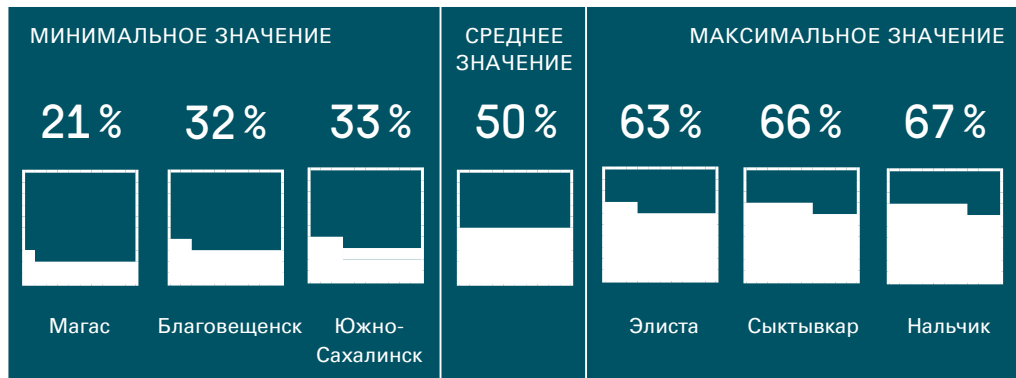 МИНИМАЛЬНОЕ ЗНАЧЕНИЕ
21 %
32 %
33 %
Магас
Благовещенск
Южно-
Сахалинск
СРЕДНЕЕ
ЗНАЧЕНИЕ
50 %
МАКСИМАЛЬНОЕ ЗНАЧЕНИЕ
63 %
66 %
67 %
Элиста
Сыктывкар
Нальчик